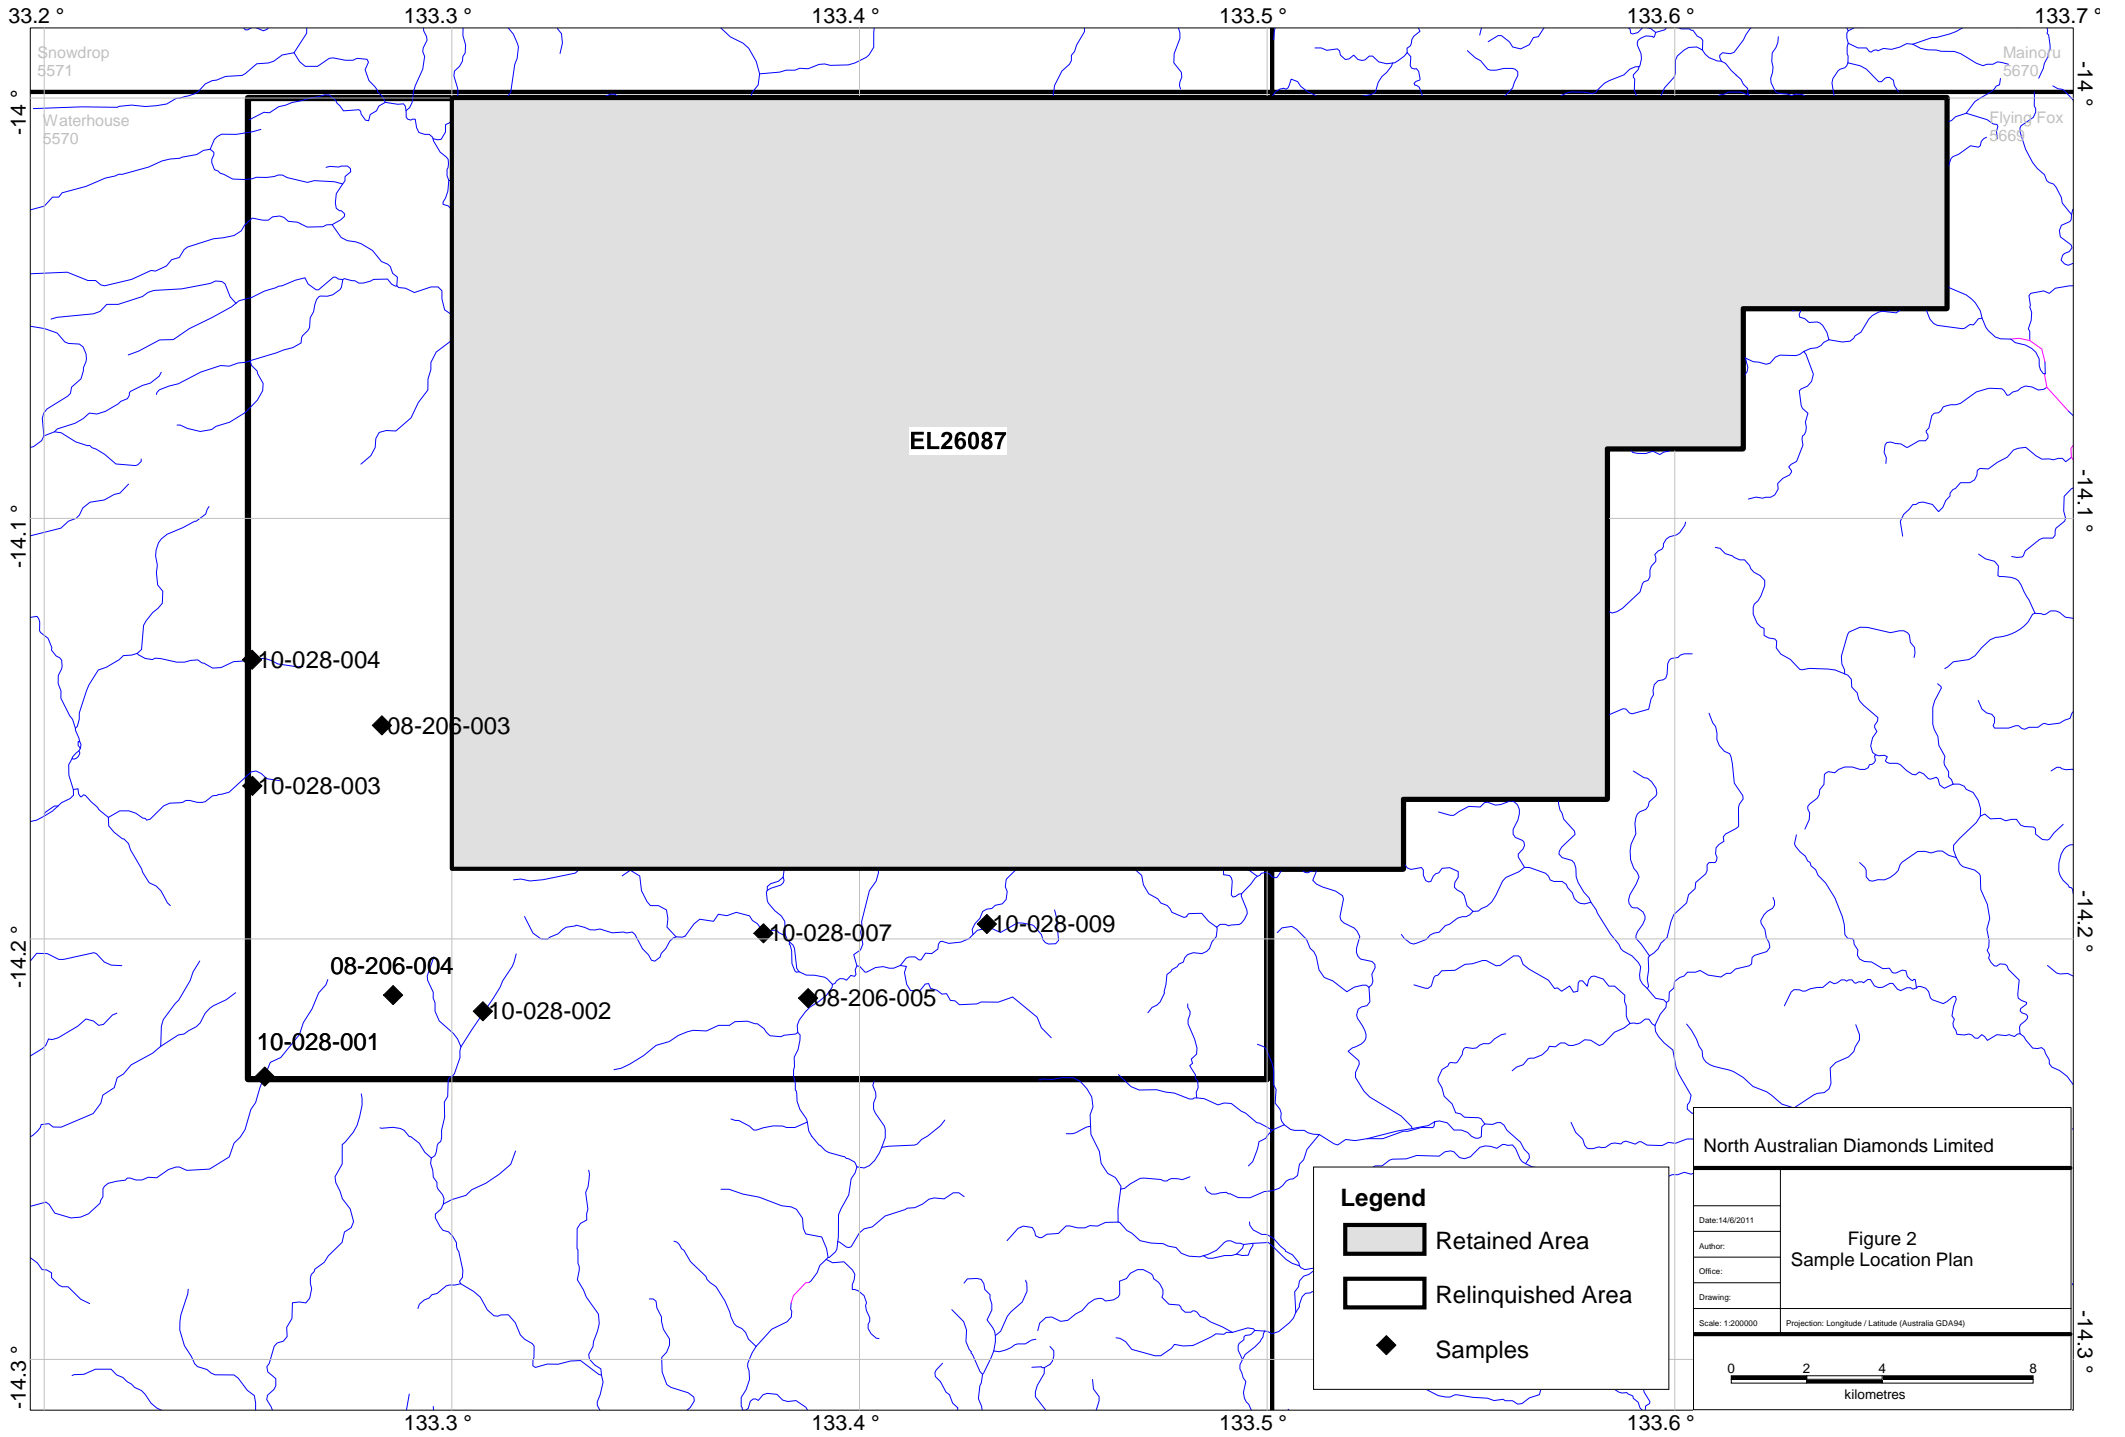 33.2 °
133.3 °
133.4 °
133.5 °
133.6 °
133.7 °
Snowdrop
5571
Mainoru
5670
-14 °
-14 °
Waterhouse
5570
Flying Fox
5669
EL26087
-14.1 °
-14.1 °
10-028-004
08-206-003
10-028-003
10-028-009
10-028-007
-14.2 °
-14.2 °
08-206-004
08-206-005
10-028-002
10-028-001
North Australian Diamonds Limited
Legend
Retained Area
Relinquished Area
Samples
Date:14/6/2011
Author:
Office:
Drawing:
Figure 2
Sample Location Plan
Scale: 1:200000
Projection: Longitude / Latitude (Australia GDA94)
0 2 4 8
kilometres
-14.3 °
-14.3 °
133.3 °
133.4 °
133.5 °
133.6 °